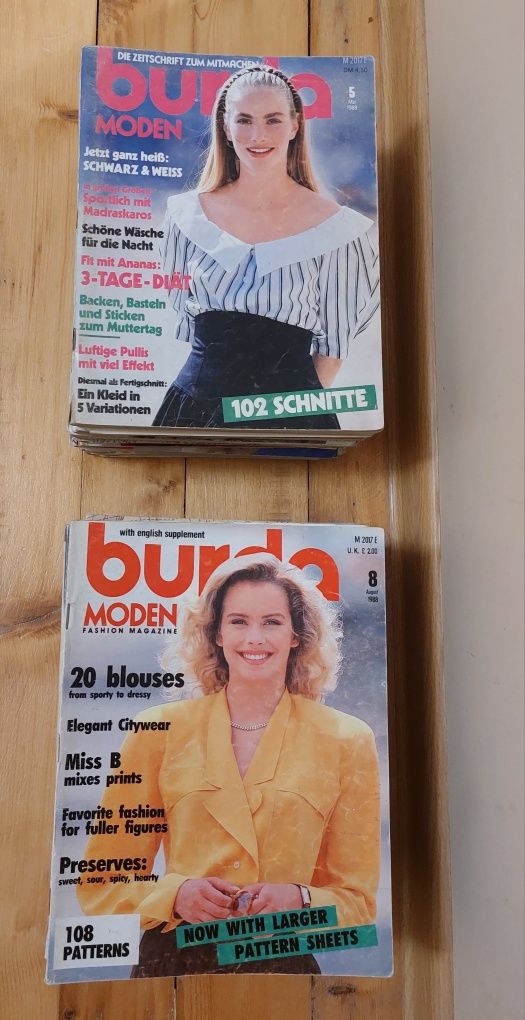 DIE ZEITSCHRIFT ZUM MITMACHEN
M 2017 E
DM 4,50
burda
MODEN
5
Mai
1988
Jetzt ganz heiß:
SCHWARZ & WEISS
In großen Größen:
Sportlich mit
Madraskaros
Schöne Wäsche
für die Nacht
Fit mit Ananas:
3-TAGE-DIÄT
Backen, Basteln
und Sticken
zum Muttertag
Luftige Pullis
mit viel Effekt
Diesmal als Fertigschnitt:
Ein Kleid in
5 Variationen
102 SCHNITTE
with english supplement
M 2017 E
U.K. £ 2.00
burda
MODEN
FASHION MAGAZINE
8
August
1988
20 blouses
from sporty to dressy
Elegant Citywear
Miss B
mixes prints
Favorite fashion
for fuller figures
Preserves:
sweet, sour, spicy, hearty
108
PATTERNS
NOW WITH LARGER
PATTERN SHEETS